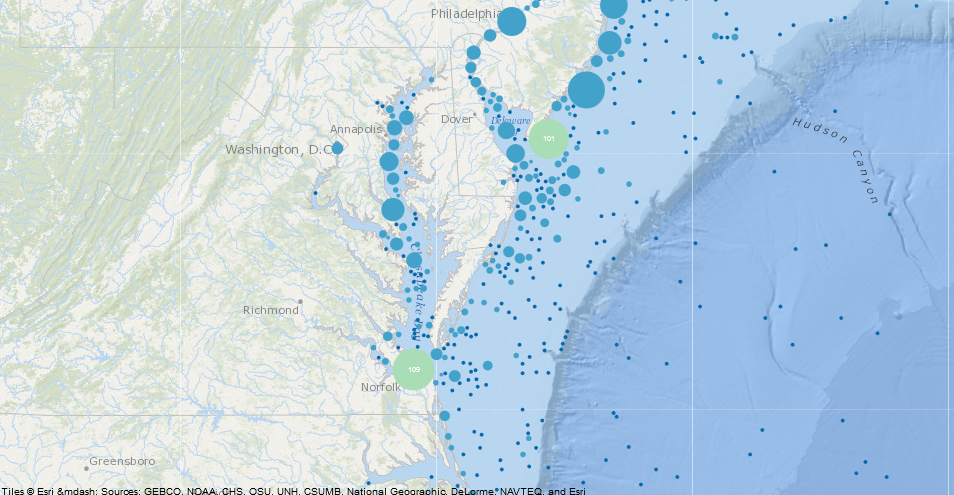 Philadelphia
Hudson Canyon
Dover
Delaware
101
Annapolis
Washington, D.C
Richmond
109
Norfolk
Greensboro
Tiles © Esri &mdash; Sources: GEBCO, NOAA, CHS, OSU, UNH, CSUMB, National Geographic, DeLorme, NAVTEQ, and Esri